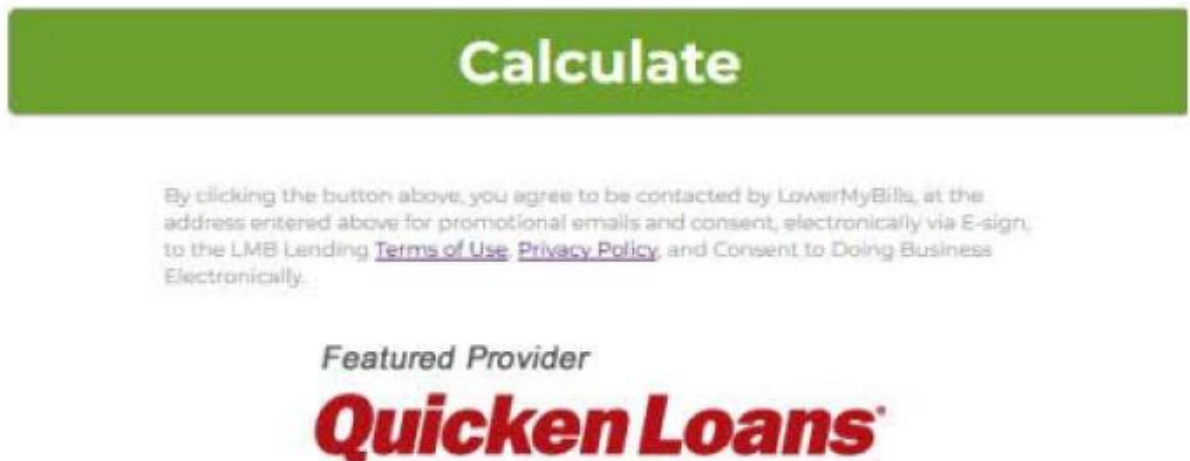 Calculate
By clicking the button above, you agree to be contacted by LowerMyBills, at the
address entered above for promotional emails and consent, electronically via E-sign,
to the LMB Lending Terms of Use, Privacy Policy, and Consent to Doing Business
Electronically.
Featured Provider
Quicken Loans